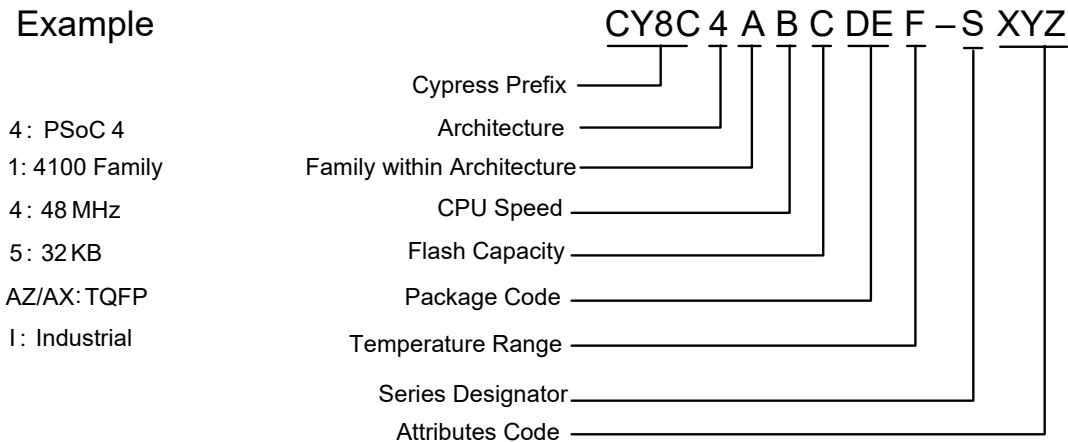 Example
CY8C 4 A B C DE F – S XYZ
Cypress Prefix
4: PSoC 4
Architecture
1: 4100 Family
Family within Architecture
4: 48 MHz
CPU Speed
5: 32 KB
Flash Capacity
AZ/AX: TQFP
Package Code
I: Industrial
Temperature Range
Series Designator
Attributes Code